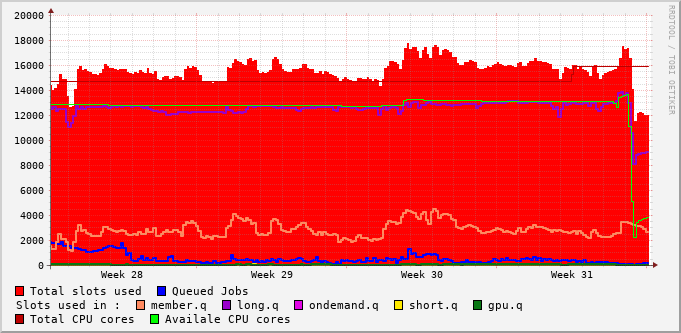 20000
18000
16000
14000
12000
10000
8000
6000
4000
2000
0
Week 28 Week 29 Week 30 Week 31
RRDTOOL / TOBI OETIKER
Total slots used Queued Jobs
Slots used in : member.q long.q ondemand.q short.q gpu.q
Total CPU cores Availale CPU cores